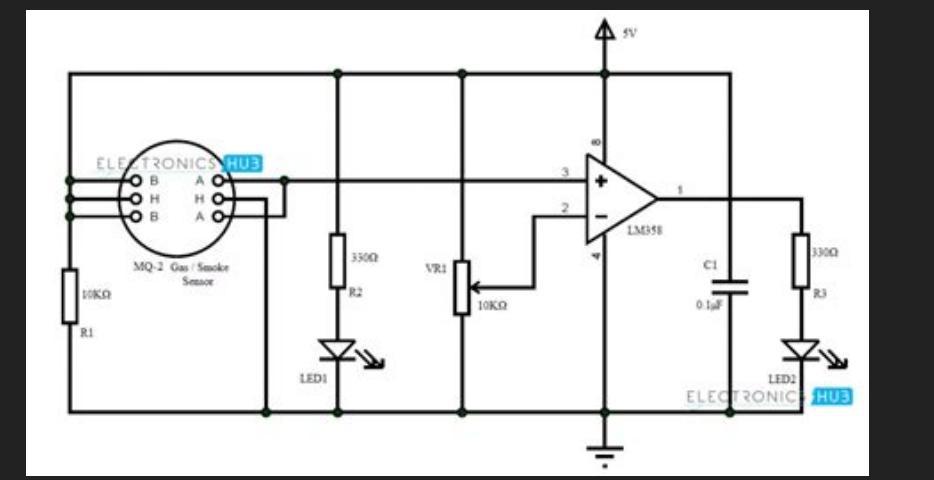 5V
ELECTRONICS HUB
B A
H H
B A
MQ-2 Gas / Smoke
Sensor
10KΩ
R1
330Ω
R2
LED1
VR1
10KΩ
3
2
8
4
1
LM358
C1
0.1µF
330Ω
R3
LED2
ELECTRONICS HUB